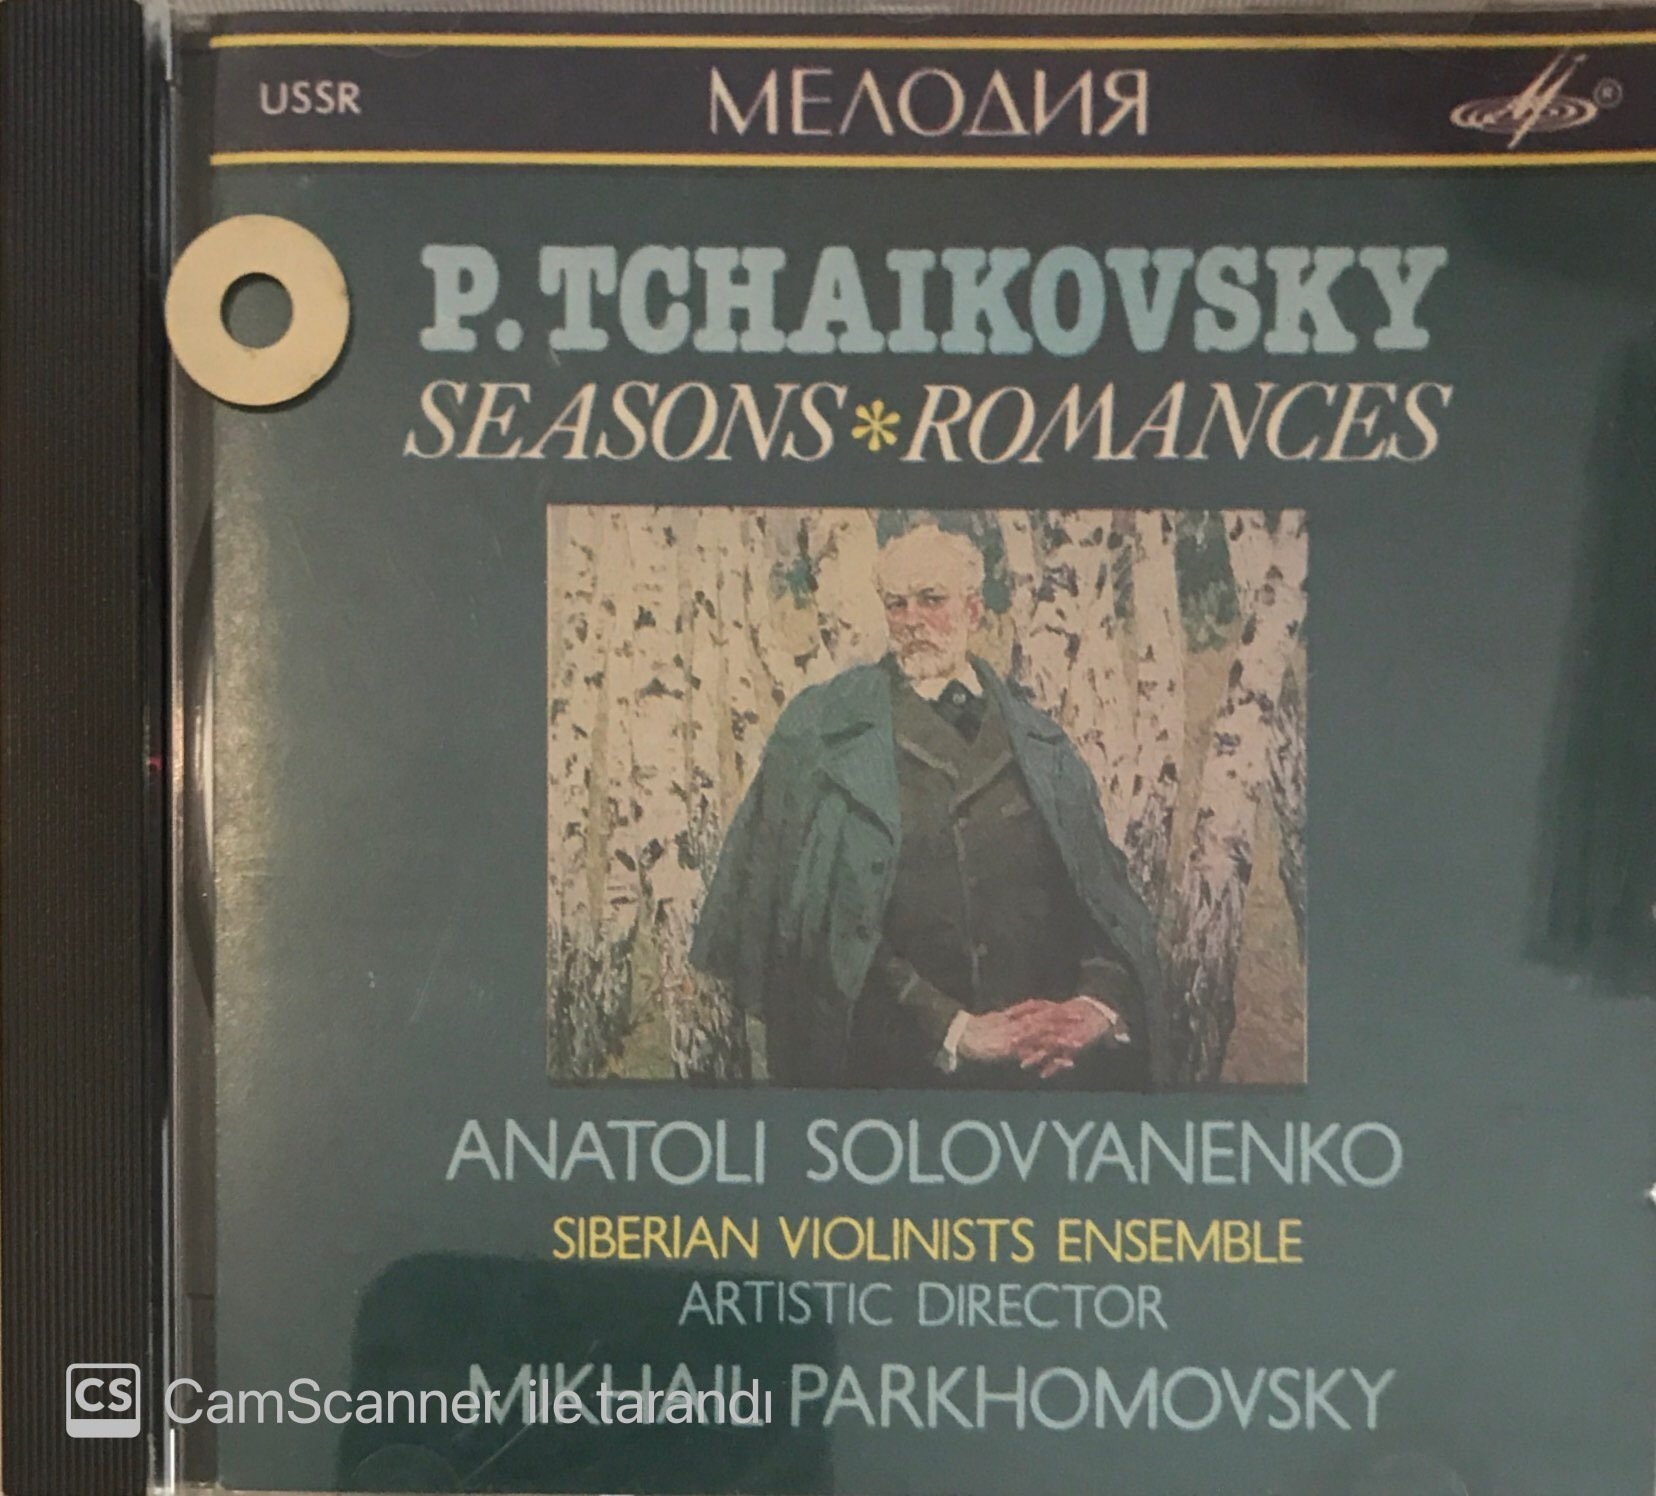 USSR МЕЛОДИЯ ®
P. TCHAIKOVSKY
SEASONS * ROMANCES
ANATOLI SOLOVYANENKO
SIBERIAN VIOLINISTS ENSEMBLE
ARTISTIC DIRECTOR
MIKHAIL PARKHOMOVSKY
CS CamScanner ile tarandı